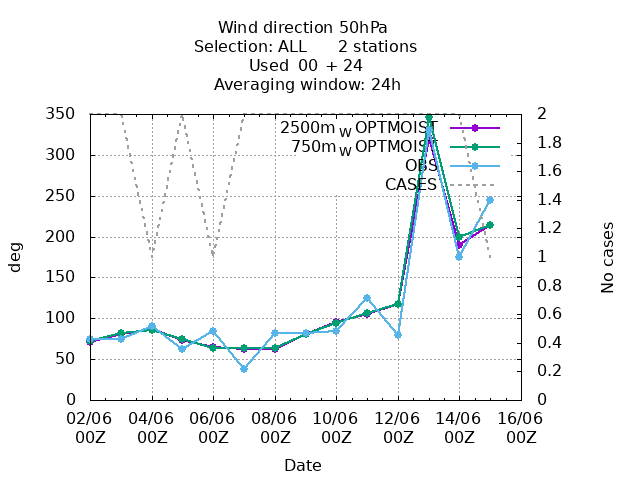 Wind direction 50hPa
Selection: ALL 2 stations
Used 00 + 24
Averaging window: 24h
2500m W OPTMOIST
750m W OPTMOIST
OBS
CASES
deg
350
300
250
200
150
100
50
0
2
1.8
1.6
1.4
1.2
1
0.8
0.6
0.4
0.2
0
No cases
02/06 04/06 06/06 08/06 10/06 12/06 14/06 16/06
00Z 00Z 00Z 00Z 00Z 00Z 00Z 00Z
Date